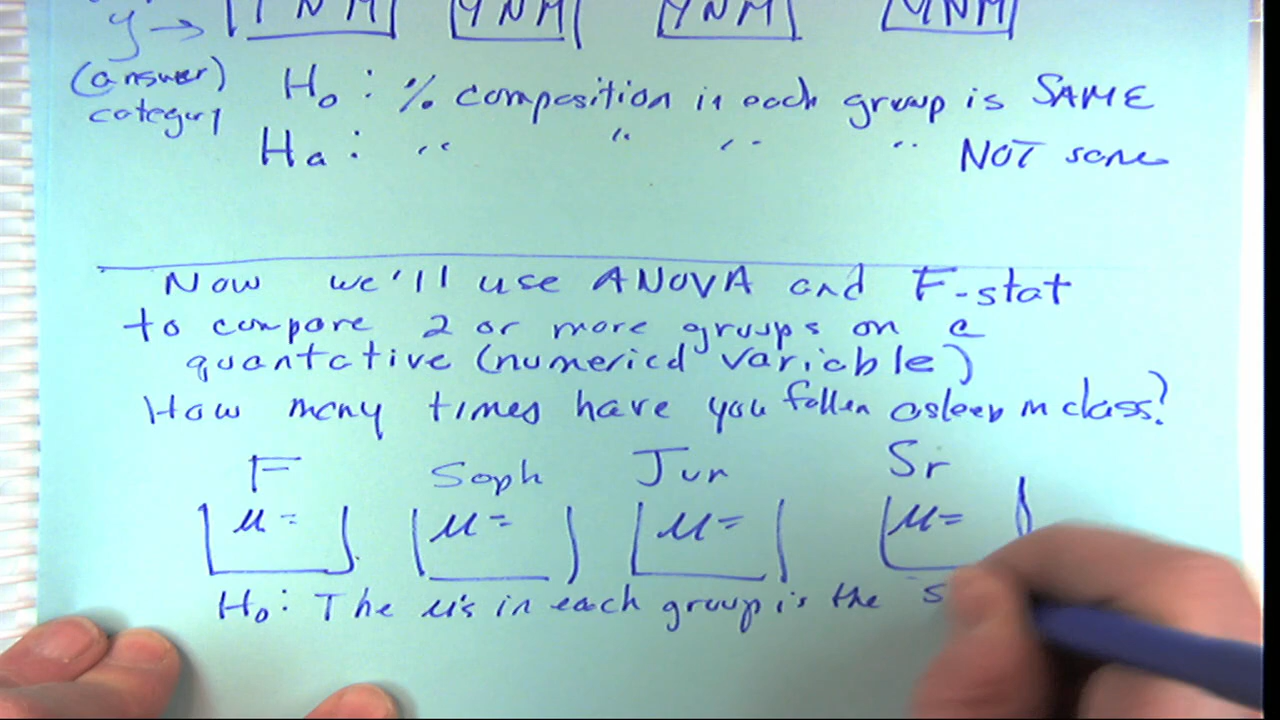 y → YNM YNM YNM YNM
(answer) category
H₀ : % composition in each group is SAME
Hₐ : " " " " NOT same
Now we'll use ANOVA and F-stat
to compare 2 or more groups on a
quantative (numerical variable)
How many times have you fallen asleep in class?
F Soph Jur Sr
μ = μ = μ = μ =
H₀ : The μ's in each group is the s